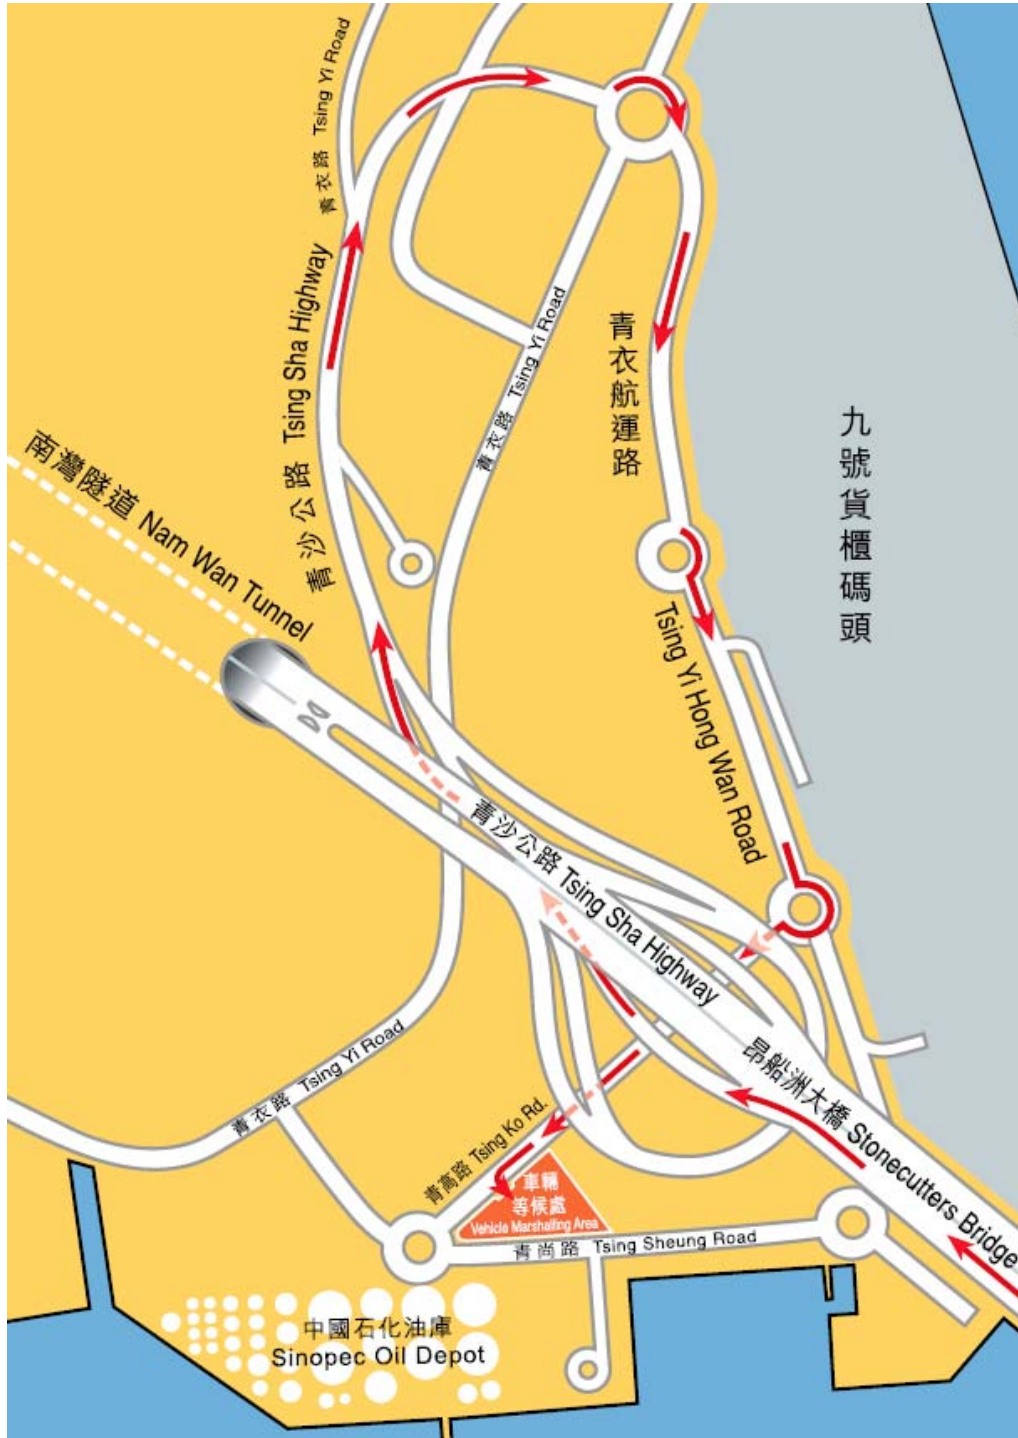 青衣路 Tsing Yi Road
青沙公路 Tsing Sha Highway
青衣路 Tsing Yi Road
青衣航運路
九號貨櫃碼頭
南灣隧道 Nam Wan Tunnel
Tsing Yi Hong Wan Road
青沙公路 Tsing Sha Highway
昂船洲大橋 Stonecutters Bridge
青衣路 Tsing Yi Road
青高路 Tsing Ko Rd.
車輛
等候處
Vehicle Marshalling Area
青尚路 Tsing Sheung Road
中國石化油庫
Sinopec Oil Depot